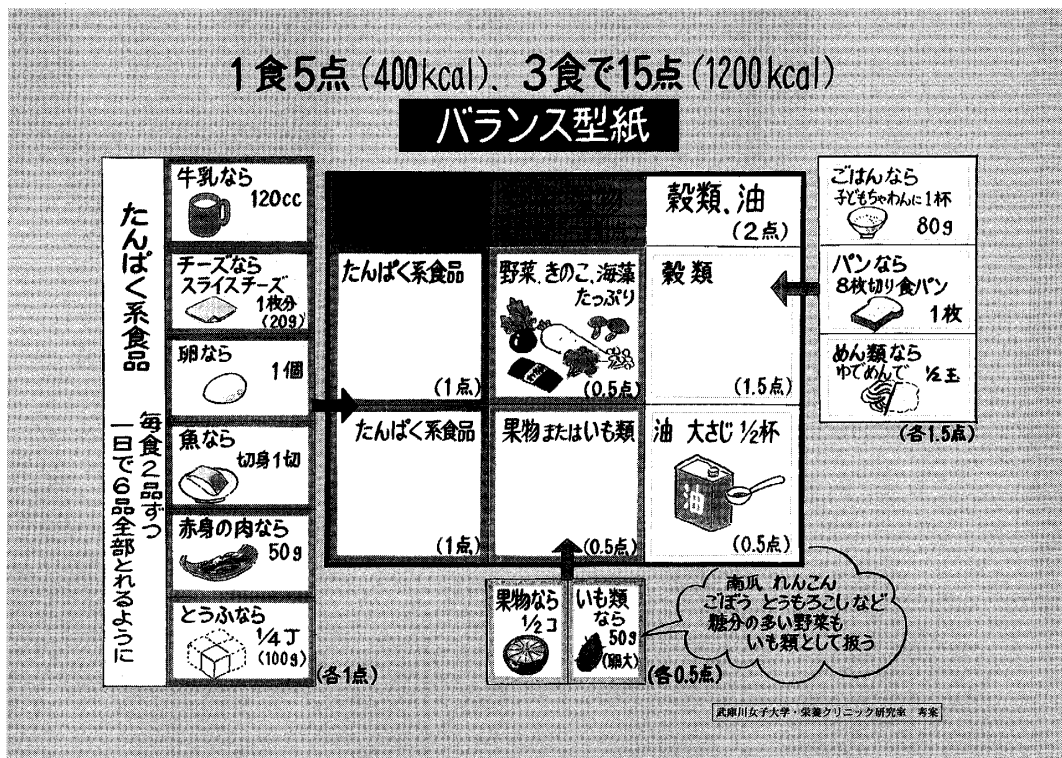 1食5点(400kcal)、3食で15点(1200kcal)
バランス型紙
たんぱく系食品
毎食2品ずつ
一日で6品全部とれるように
牛乳なら
120cc
チーズなら
スライスチーズ
1枚分
(20g)
卵なら
1個
魚なら
切身1切
赤身の肉なら
50g
とうふなら
1/4丁
(100g)
(各1点)
穀類、油
(2点)
たんぱく系食品
(1点)
野菜、きのこ、海藻
たっぷり
(0.5点)
穀類
(1.5点)
たんぱく系食品
(1点)
果物またはいも類
(0.5点)
油 大さじ1/2杯
油
(0.5点)
ごはんなら
子どもちゃわんに1杯
80g
パンなら
8枚切り食パン
1枚
めん類なら
ゆでめんで 1/2玉
(各1.5点)
果物なら
1/2コ
いも類
なら
50g
(卵大)
(各0.5点)
南瓜 れんこん
ごぼう とうもろこしなど
糖分の多い野菜も
いも類として扱う
武庫川女子大学・栄養クリニック研究室 考案